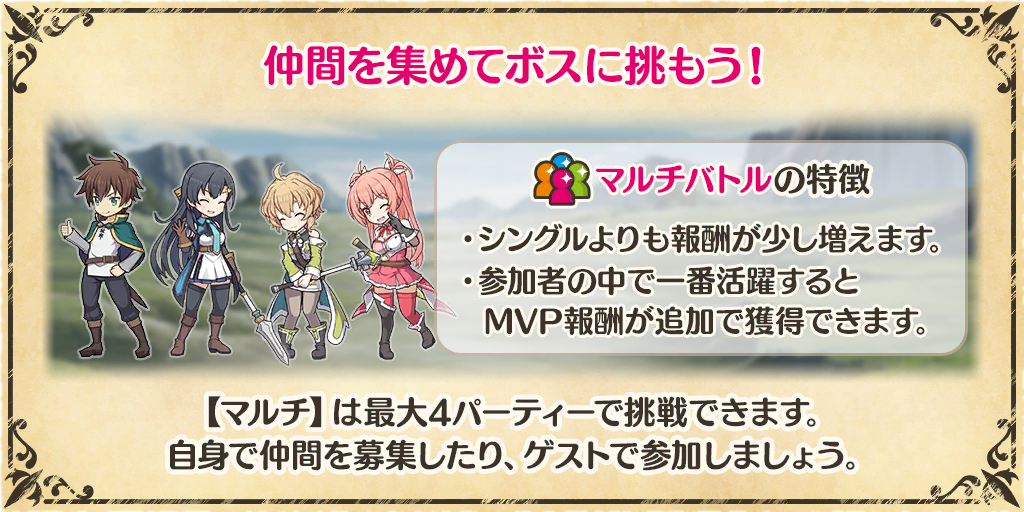 仲間を集めてボスに挑もう!
マルチバトルの特徴
・シングルよりも報酬が少し増えます。
・参加者の中で一番活躍すると
MVP報酬が追加で獲得できます。
【マルチ】は最大4パーティーで挑戦できます。
自身で仲間を募集したり、ゲストで参加しましょう。